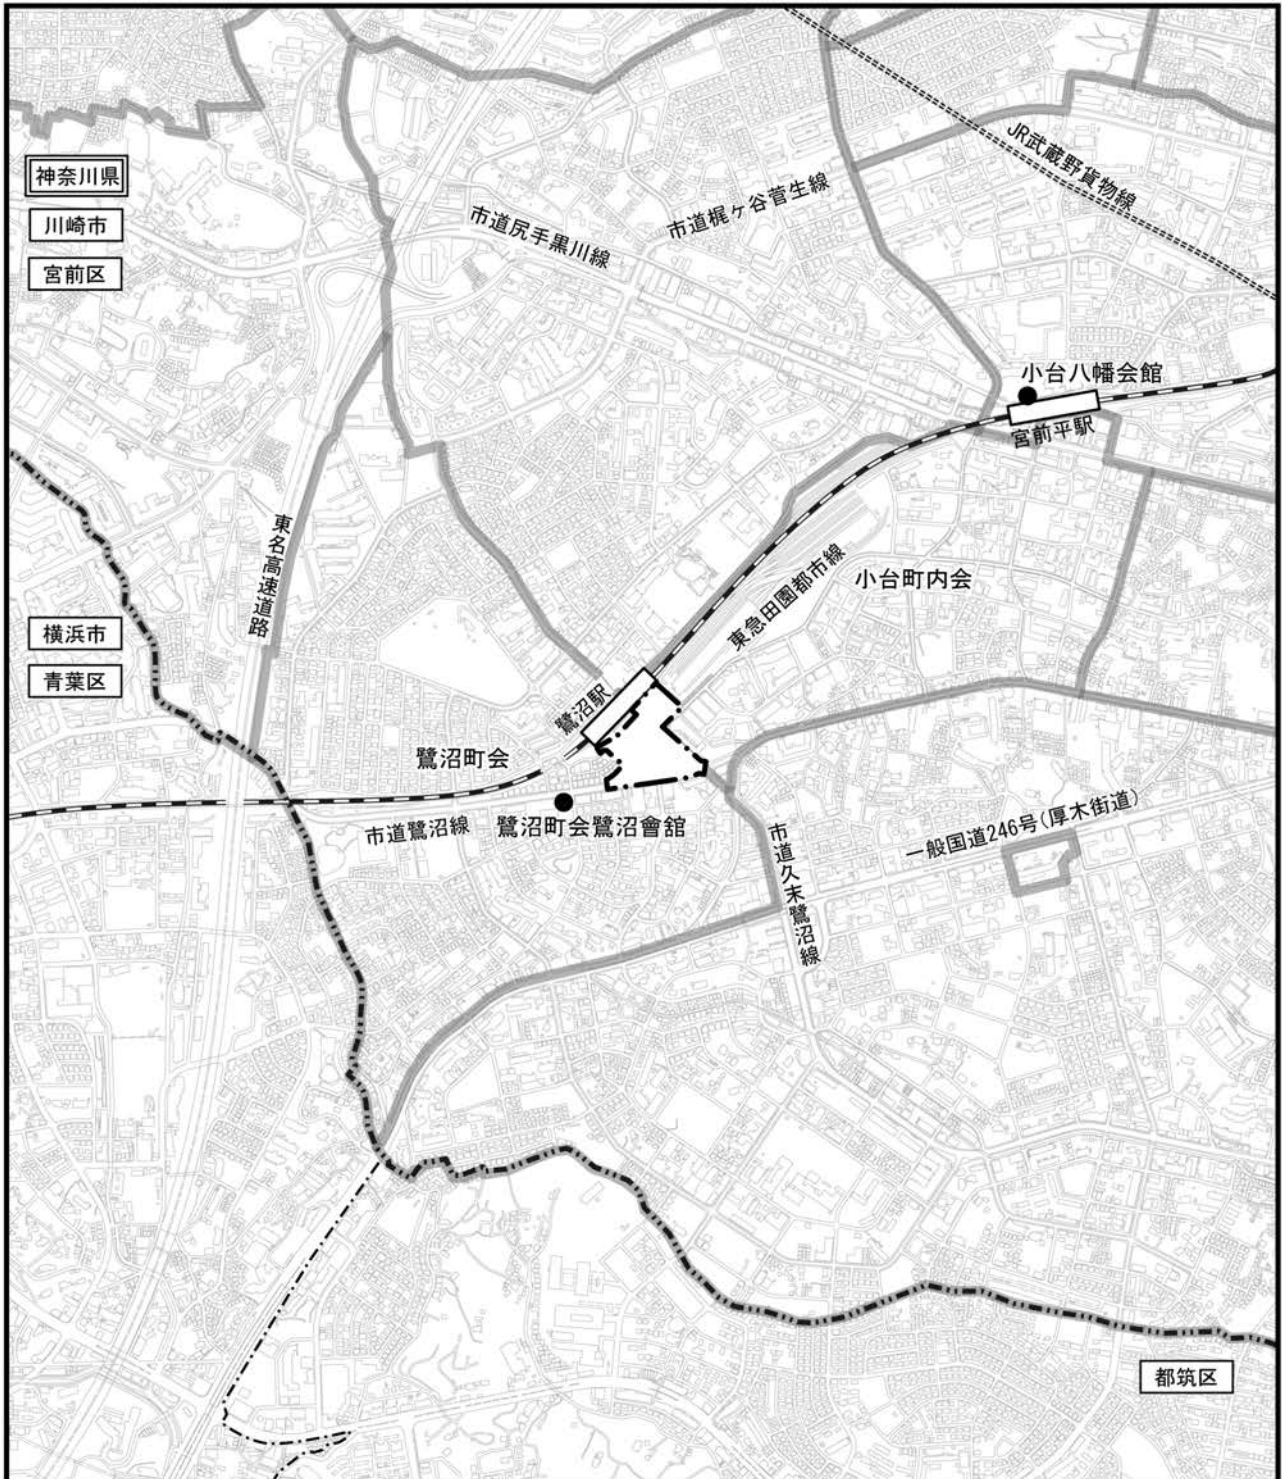 JR武蔵野貨物線
神奈川県
川崎市
宮前区
市道尻手黒川線
市道梶ヶ谷菅生線
小台八幡会館
宮前平駅
東名高速道路
東急田園都市線
小台町内会
横浜市
青葉区
鷺沼駅
鷺沼町会
市道鷺沼線
鷺沼町会鷺沼會舘
市道久末鷺沼線
一般国道246号(厚木街道)
都筑区